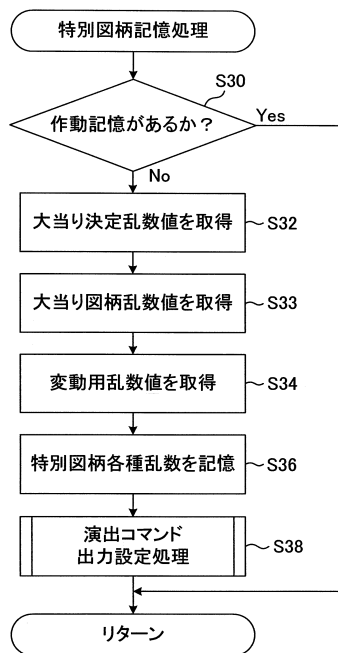 特別図柄記憶処理
S30
作動記憶があるか?
Yes
No
大当り決定乱数値を取得
S32
大当り図柄乱数値を取得
S33
変動用乱数値を取得
S34
特別図柄各種乱数を記憶
S36
演出コマンド
出力設定処理
S38
リターン